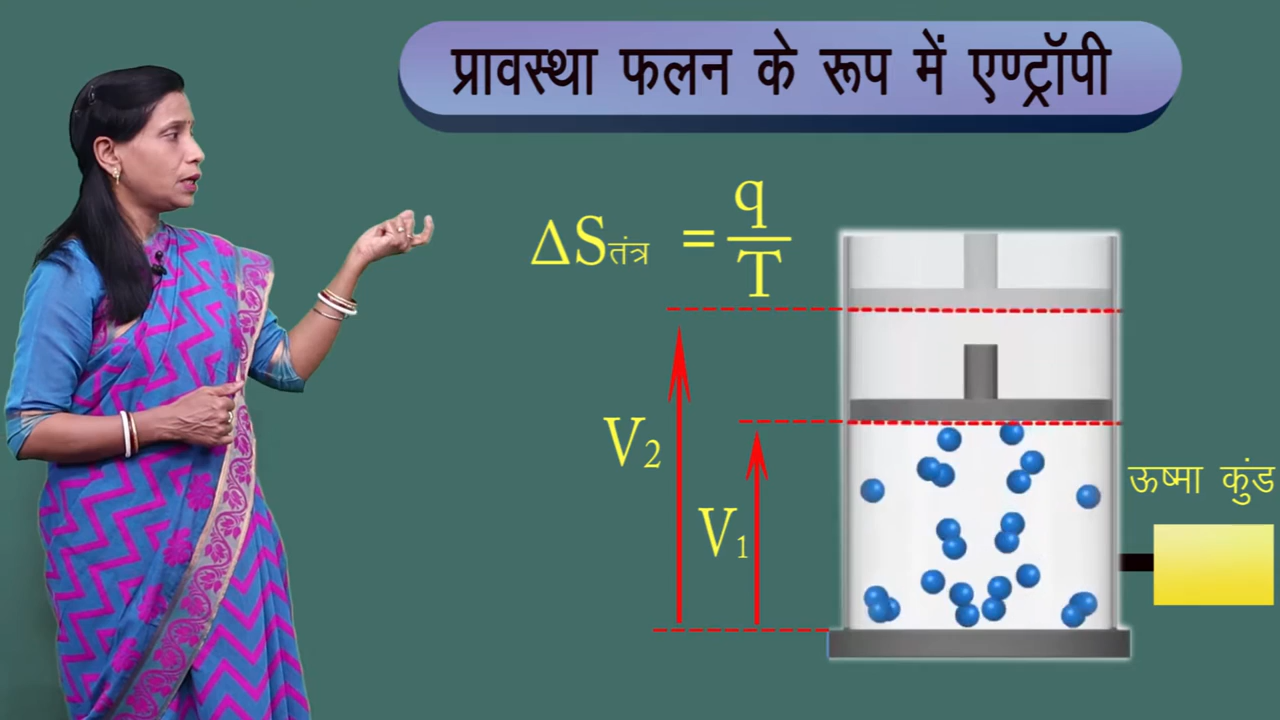 प्रावस्था फलन के रूप में एण्ट्रॉपी
ΔSतंत्र = q/T
V2
V1
ऊष्मा कुंड